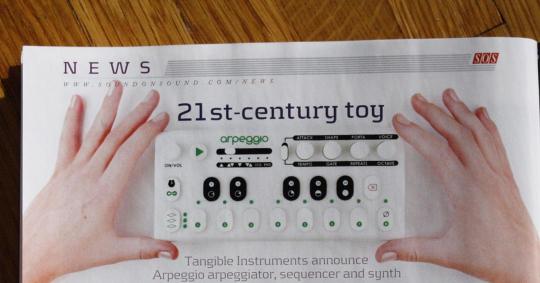 NEWS
SOS
WWW.SOUNDONSOUND.COM/NEWS
21st-century toy
arpeggio
ATTACK SHAPE PORTA VOICE
ON/VOL
TEMPO GATE REPEATS OCTAVE
Tangible Instruments announce
Arpeggio arpeggiator, sequencer and synth